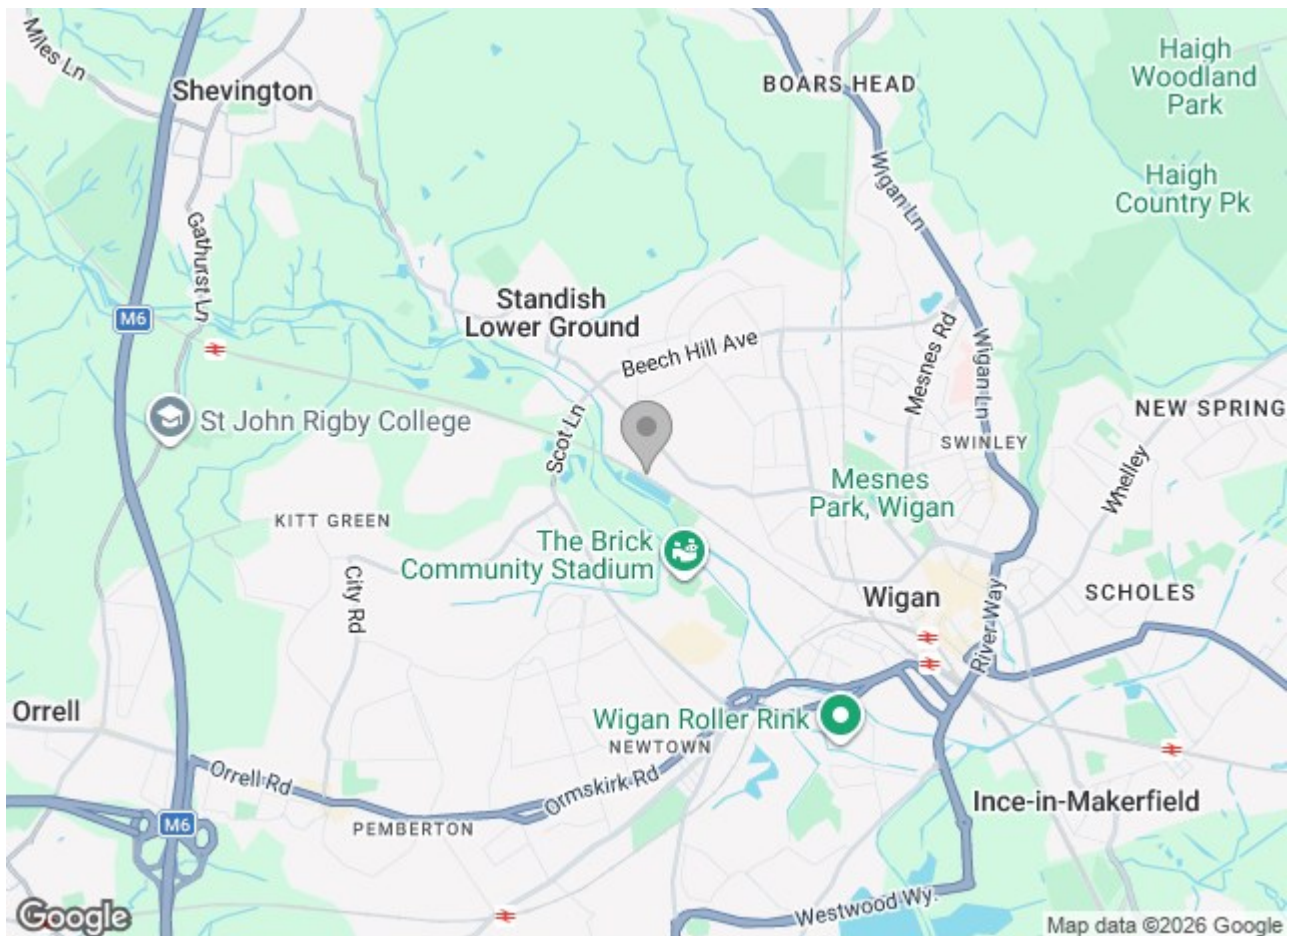 Miles Ln
Shevington
BOARS HEAD
Haigh
Woodland
Park
Wigan Ln
Haigh
Country Pk
Gathurst Ln
M6
Standish
Lower Ground
Beech Hill Ave
Mesnes Rd
Wigan Ln
St John Rigby College
Scot Ln
NEW SPRING
SWINLEY
Whelley
Mesnes
Park, Wigan
KITT GREEN
The Brick
Community Stadium
City Rd
Wigan
River Way
SCHOLES
Orrell
Wigan Roller Rink
NEWTOWN
Orrell Rd
Ormskirk Rd
Ince-in-Makerfield
M6
PEMBERTON
Westwood Wy.
Google
Map data ©2026 Google